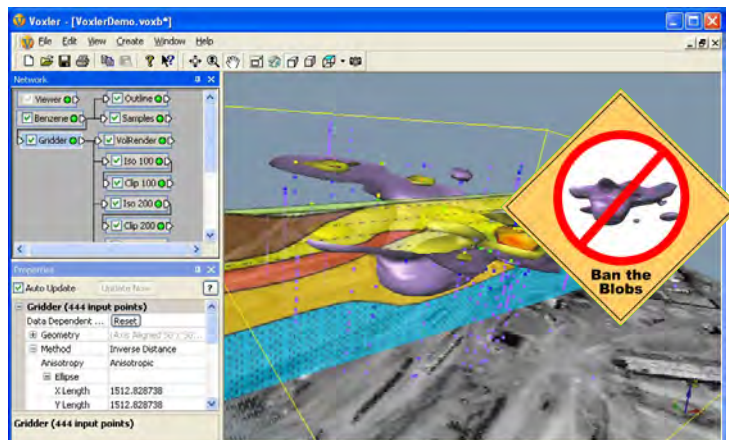 Voxler - [VoxlerDemo.voxb*]
File Edit View Create Window Help
Network
Viewer
Outline
Benzene
Samples
Gridder
VolRender
Iso 100
Clip 100
Iso 200
Clip 200
Properties
Auto Update
Update Now
?
Gridder (444 input points)
Data Dependent ...
Reset
Geometry
Method
Inverse Distance
Anisotropy
Anisotropic
Ellipse
X Length
1512.828738
Y Length
1512.828738
Gridder (444 input points)
Ban the
Blobs